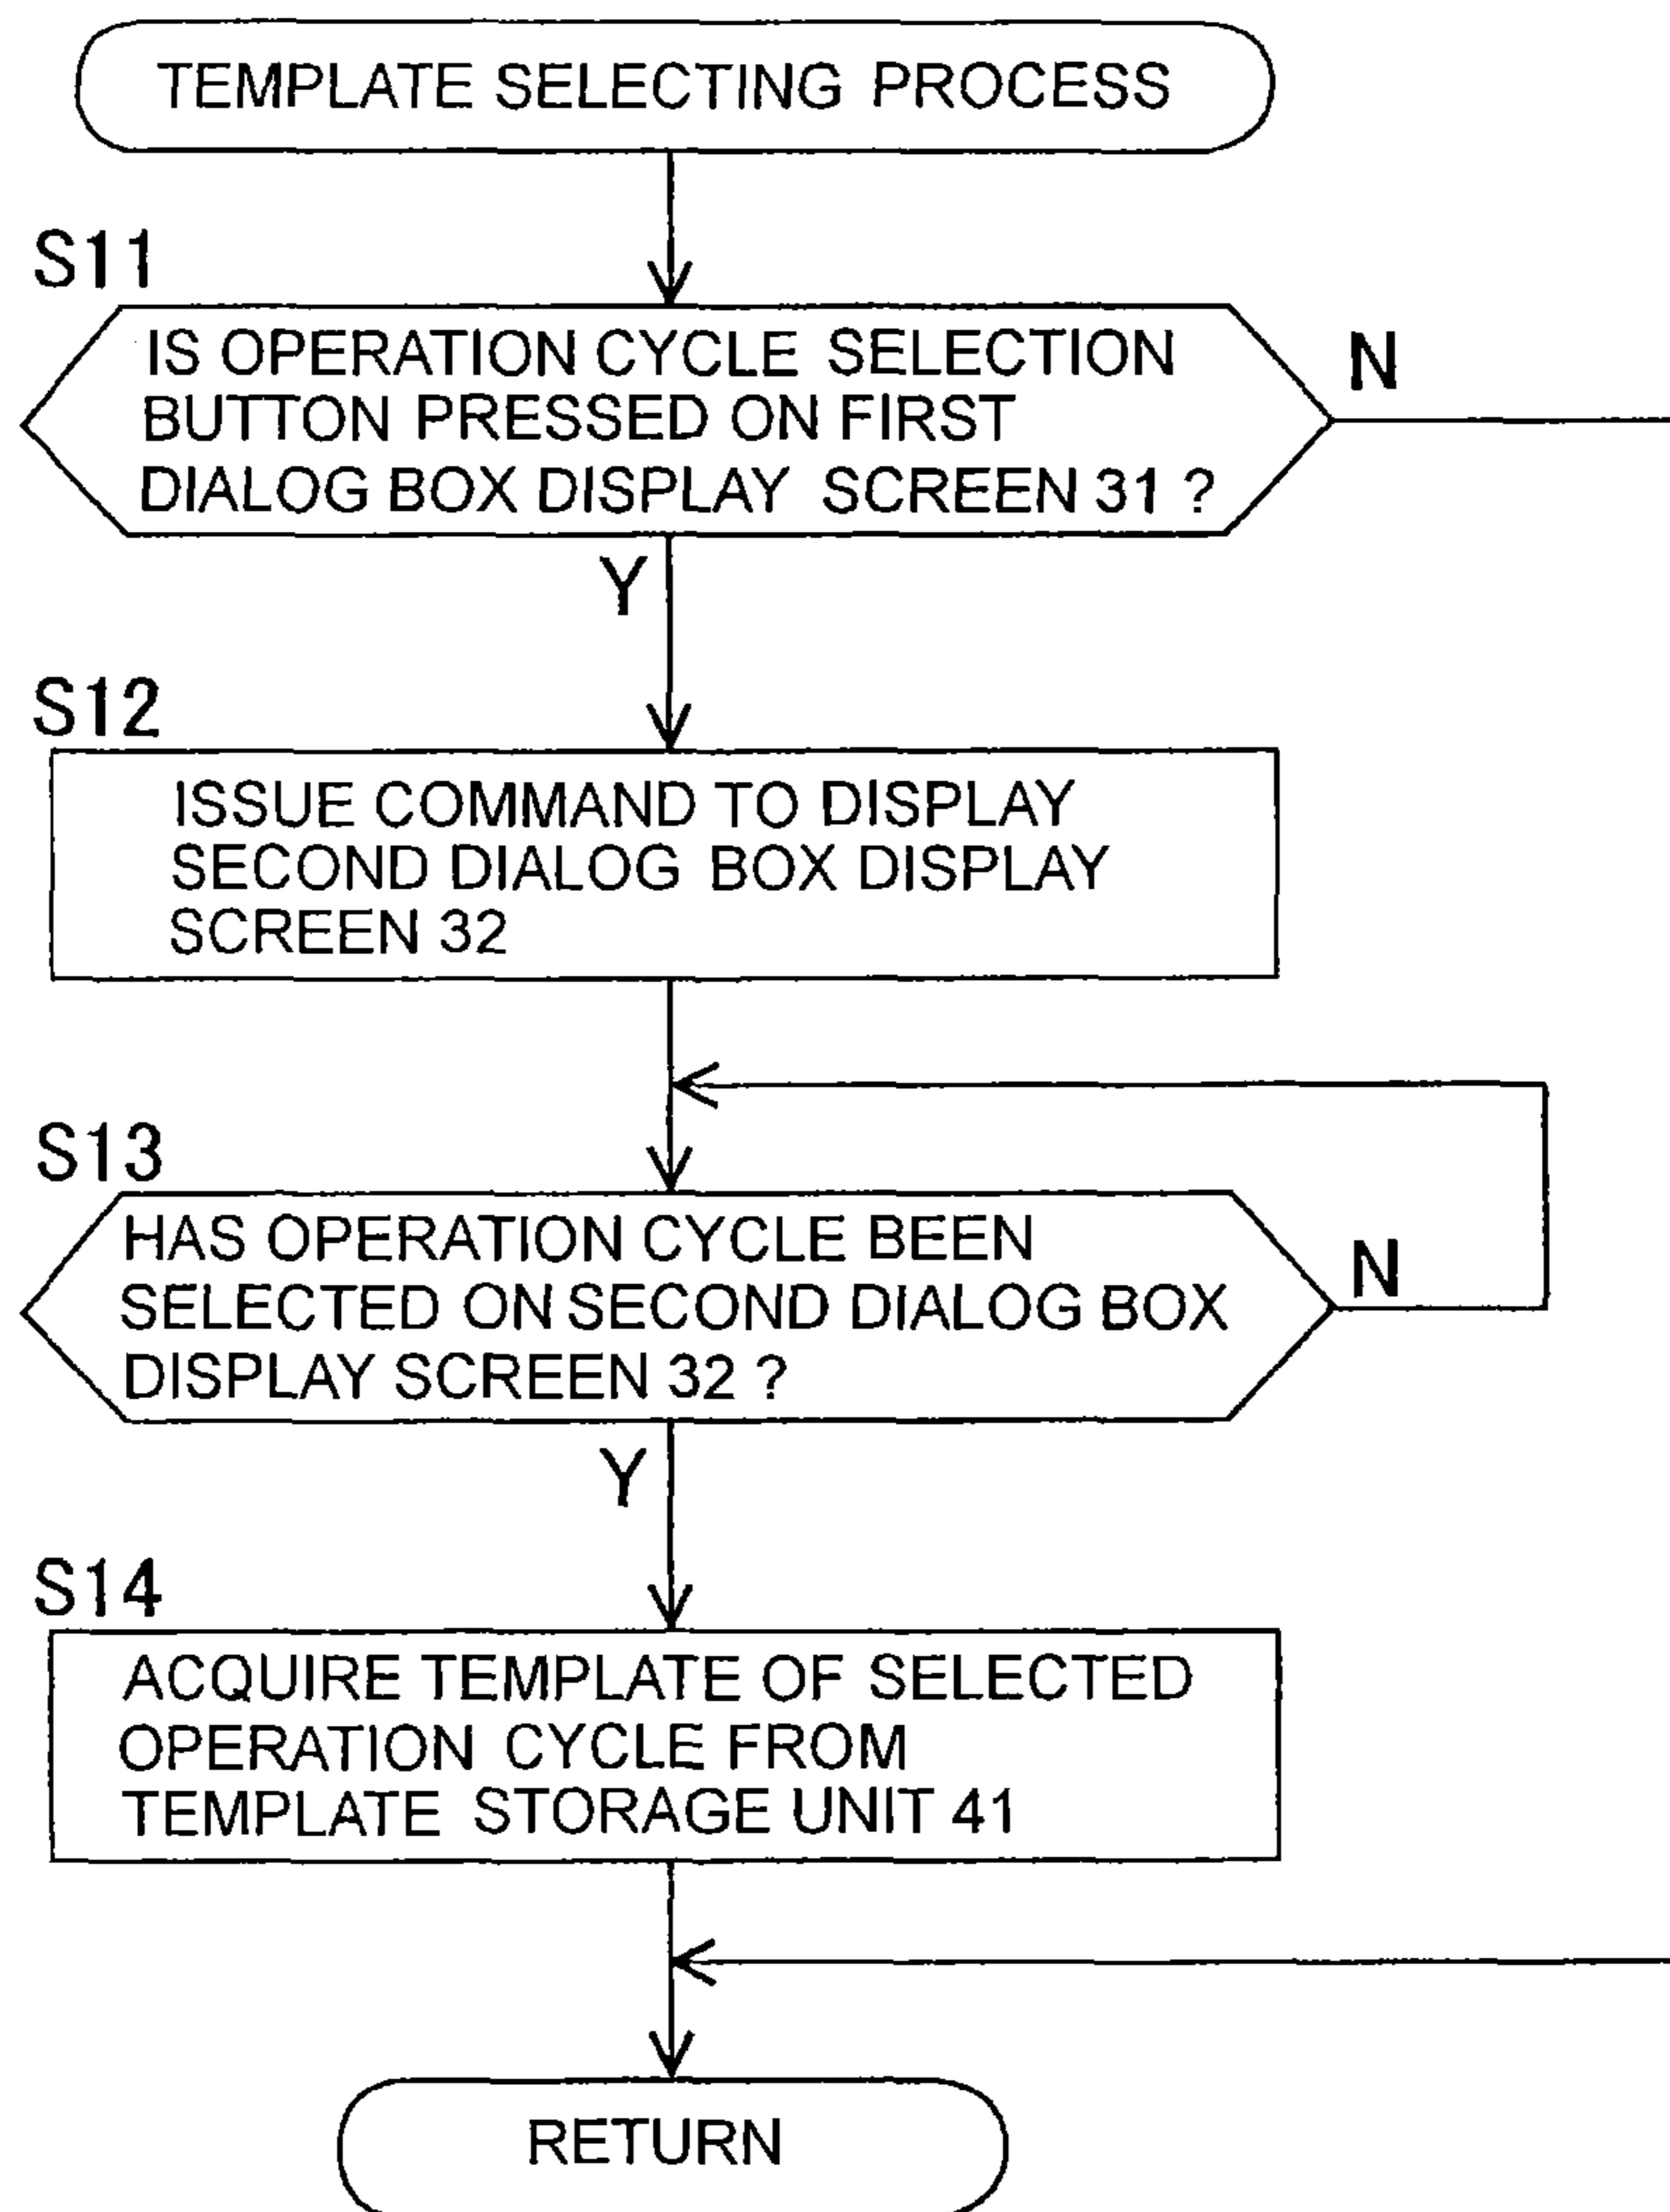 TEMPLATE SELECTING PROCESS
S11
IS OPERATION CYCLE SELECTION
BUTTON PRESSED ON FIRST
DIALOG BOX DISPLAY SCREEN 31 ?
N
Y
S12
ISSUE COMMAND TO DISPLAY
SECOND DIALOG BOX DISPLAY
SCREEN 32
S13
HAS OPERATION CYCLE BEEN
SELECTED ON SECOND DIALOG BOX
DISPLAY SCREEN 32 ?
N
Y
S14
ACQUIRE TEMPLATE OF SELECTED
OPERATION CYCLE FROM
TEMPLATE STORAGE UNIT 41
RETURN